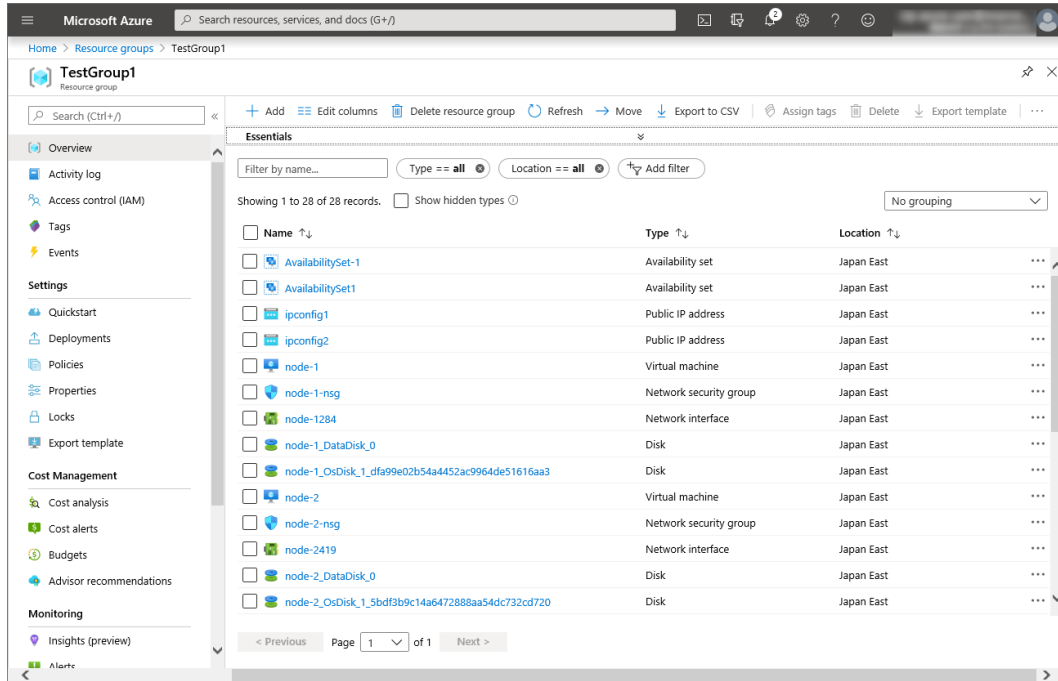 Microsoft Azure
Search resources, services, and docs (G+/)
2
Home > Resource groups > TestGroup1
TestGroup1
Resource group
Search (Ctrl+/)
Overview
Activity log
Access control (IAM)
Tags
Events
Settings
Quickstart
Deployments
Policies
Properties
Locks
Export template
Cost Management
Cost analysis
Cost alerts
Budgets
Advisor recommendations
Monitoring
Insights (preview)
Alerts
Add Edit columns Delete resource group Refresh Move Export to CSV Assign tags Delete Export template
Essentials
Filter by name... Type == all Location == all Add filter
Showing 1 to 28 of 28 records. Show hidden types No grouping
Name Type Location
AvailabilitySet-1 Availability set Japan East
AvailabilitySet1 Availability set Japan East
ipconfig1 Public IP address Japan East
ipconfig2 Public IP address Japan East
node-1 Virtual machine Japan East
node-1-nsg Network security group Japan East
node-1284 Network interface Japan East
node-1_DataDisk_0 Disk Japan East
node-1_OsDisk_1_dfa99e02b54a4452ac9964de51616aa3 Disk Japan East
node-2 Virtual machine Japan East
node-2-nsg Network security group Japan East
node-2419 Network interface Japan East
node-2_DataDisk_0 Disk Japan East
node-2_OsDisk_1_5bdf3b9c14a6472888aa54dc732cd720 Disk Japan East
< Previous Page 1 of 1 Next >